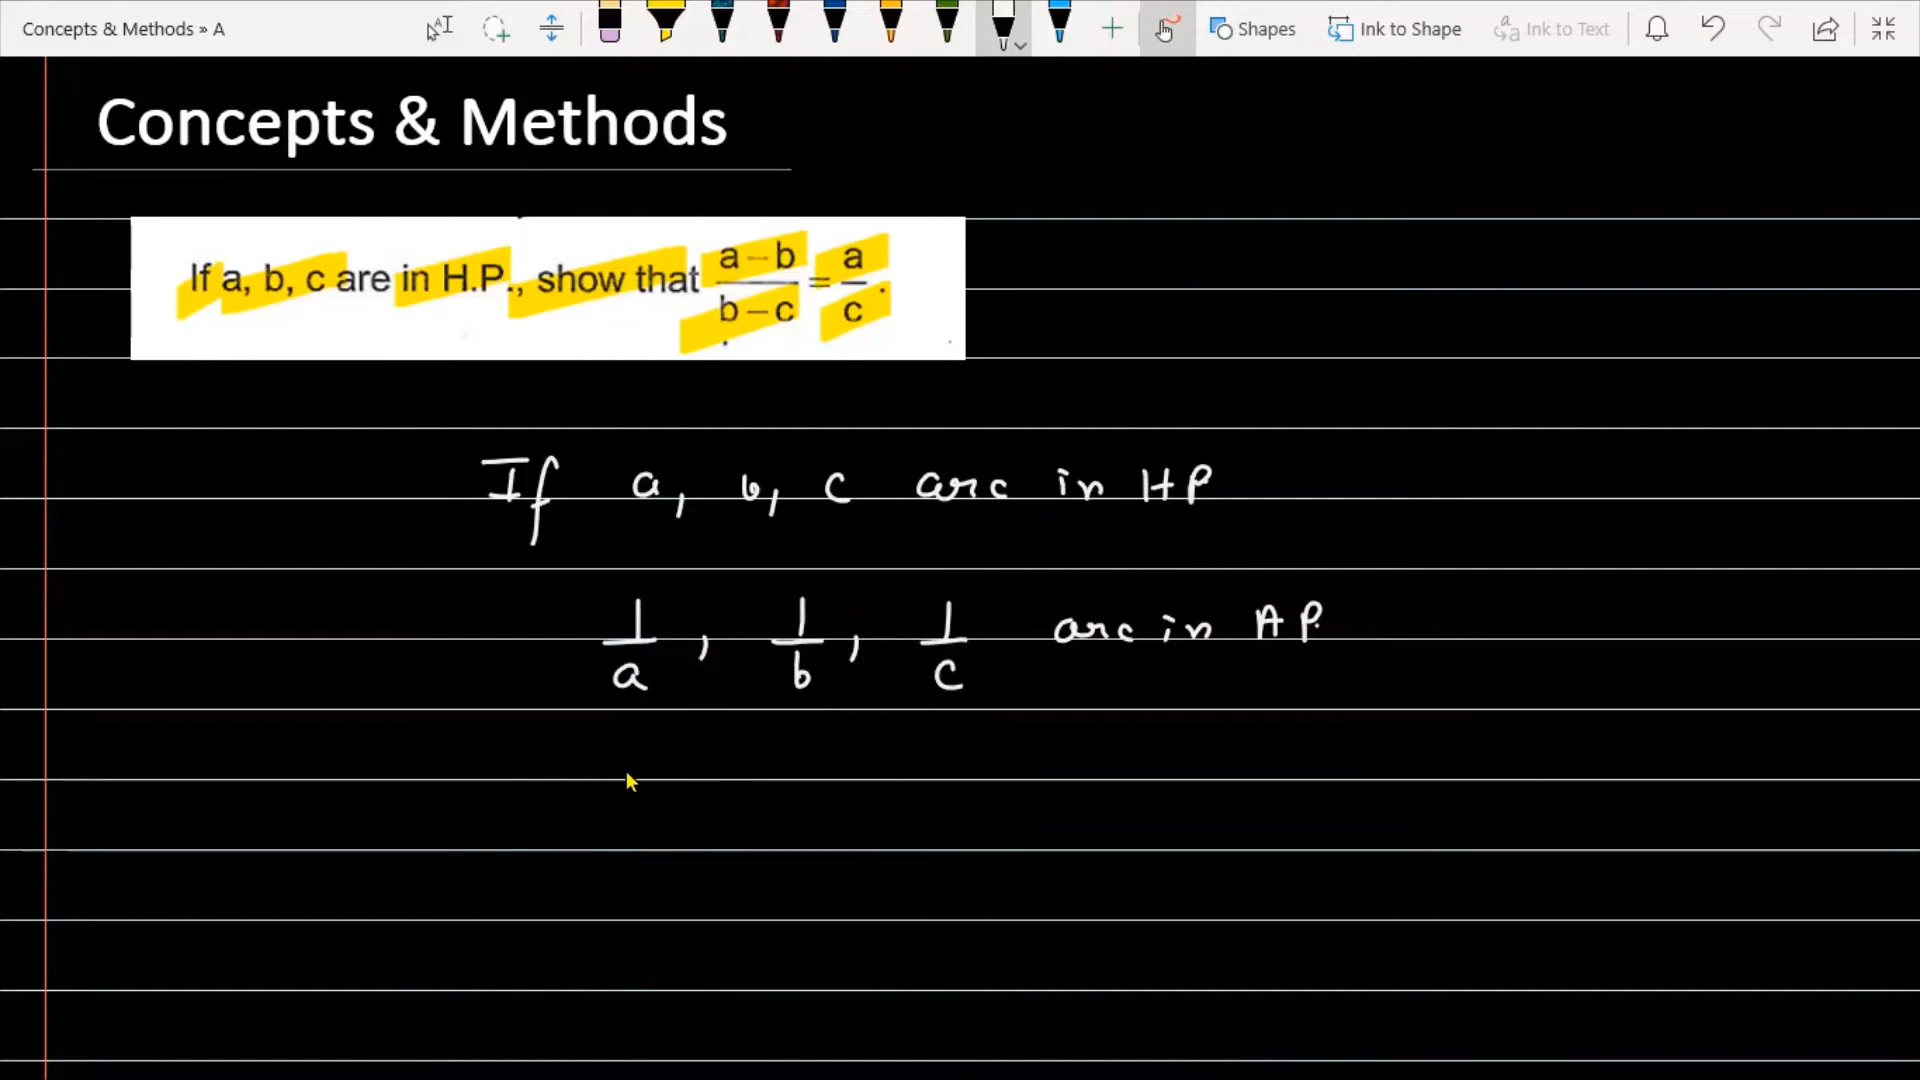 Concepts & Methods » A
Shapes
Ink to Shape
Ink to Text
Concepts & Methods
If a, b, c are in H.P., show that (a – b)/(b – c) = a/c.
If a, b, c are in HP
1/a, 1/b, 1/c are in AP.